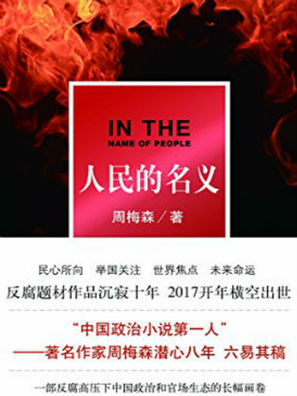 IN THE
NAME OF PEOPLE
人民的名义
周梅森/著
民心所向 举国关注 世界焦点 未来命运
反腐题材作品沉寂十年 2017开年横空出世
“中国政治小说第一人”
——著名作家周梅森潜心八年 六易其稿
一部反腐高压下中国政治和官场生态的长幅画卷